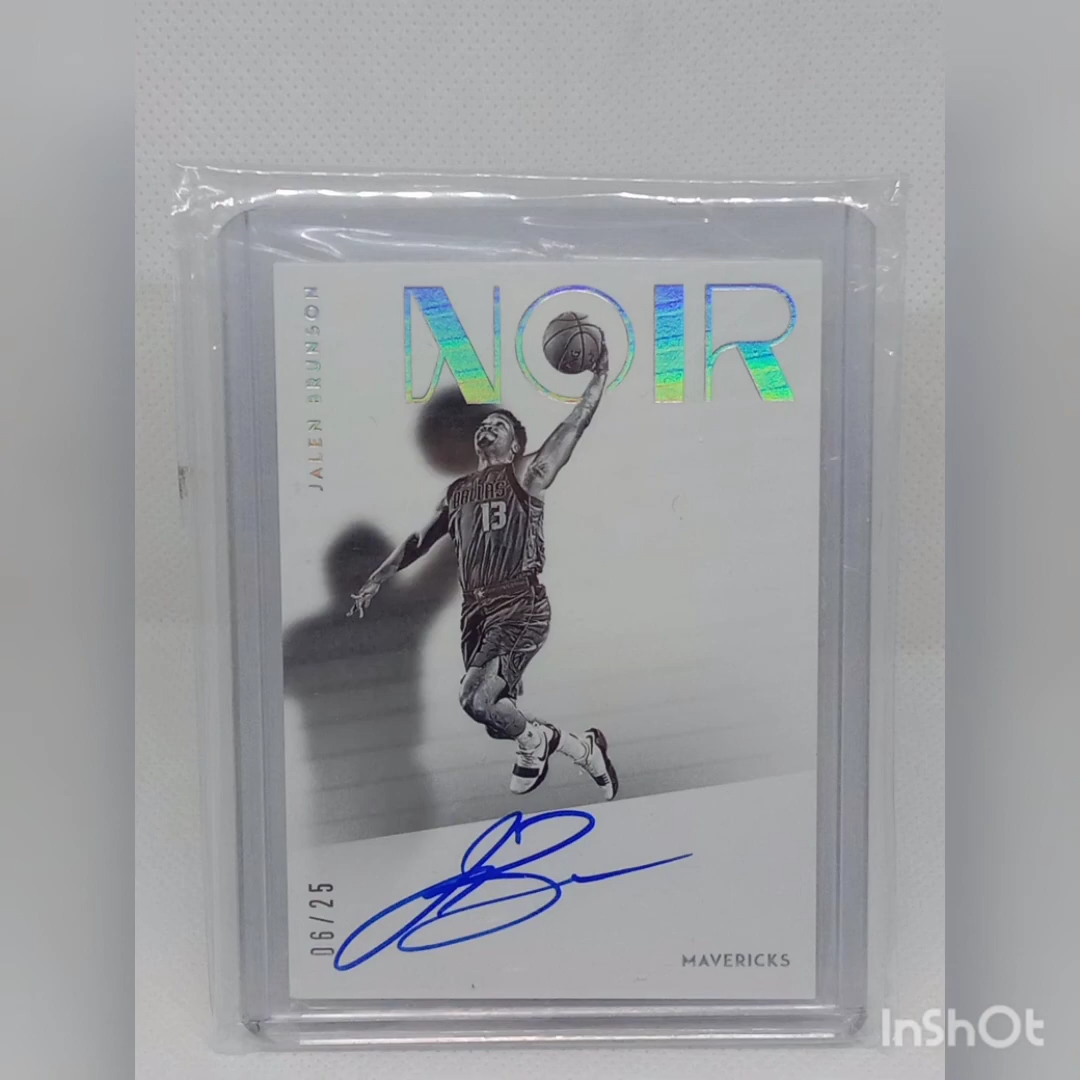 NOIR
JALEN BRUNSON
DALLAS
13
06/25
MAVERICKS
InShOt